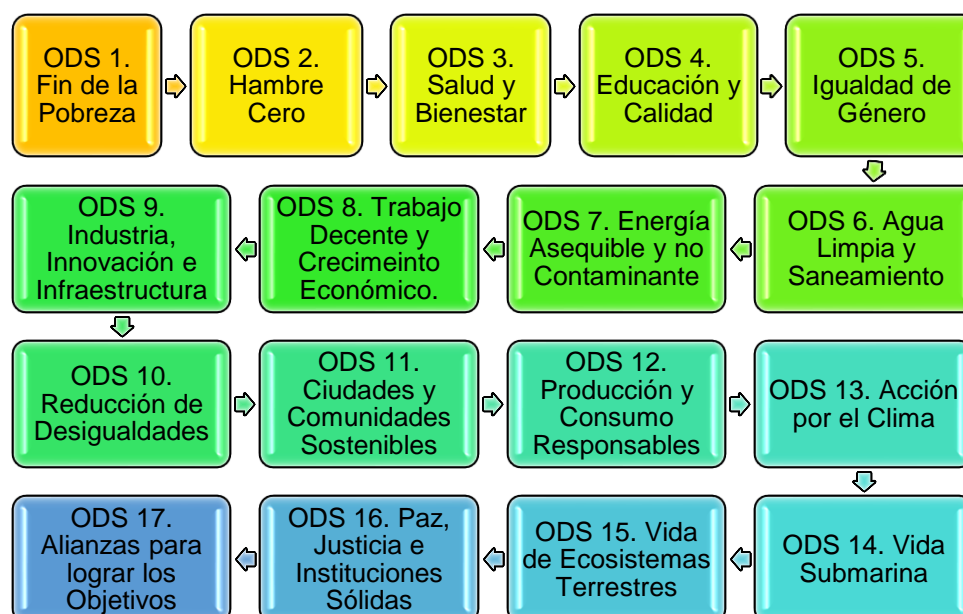 ODS 1.
Fin de la
Pobreza
ODS 2.
Hambre
Cero
ODS 3.
Salud y
Bienestar
ODS 4.
Educación y
Calidad
ODS 5.
Igualdad de
Género
ODS 6. Agua
Limpia y
Saneamiento
ODS 7. Energía
Asequible y no
Contaminante
ODS 8. Trabajo
Decente y
Crecimeinto
Económico.
ODS 9.
Industria,
Innovación e
Infraestructura
ODS 10.
Reducción de
Desigualdades
ODS 11.
Ciudades y
Comunidades
Sostenibles
ODS 12.
Producción y
Consumo
Responsables
ODS 13. Acción
por el Clima
ODS 14. Vida
Submarina
ODS 15. Vida
de Ecosistemas
Terrestres
ODS 16. Paz,
Justicia e
Instituciones
Sólidas
ODS 17.
Alianzas para
lograr los
Objetivos